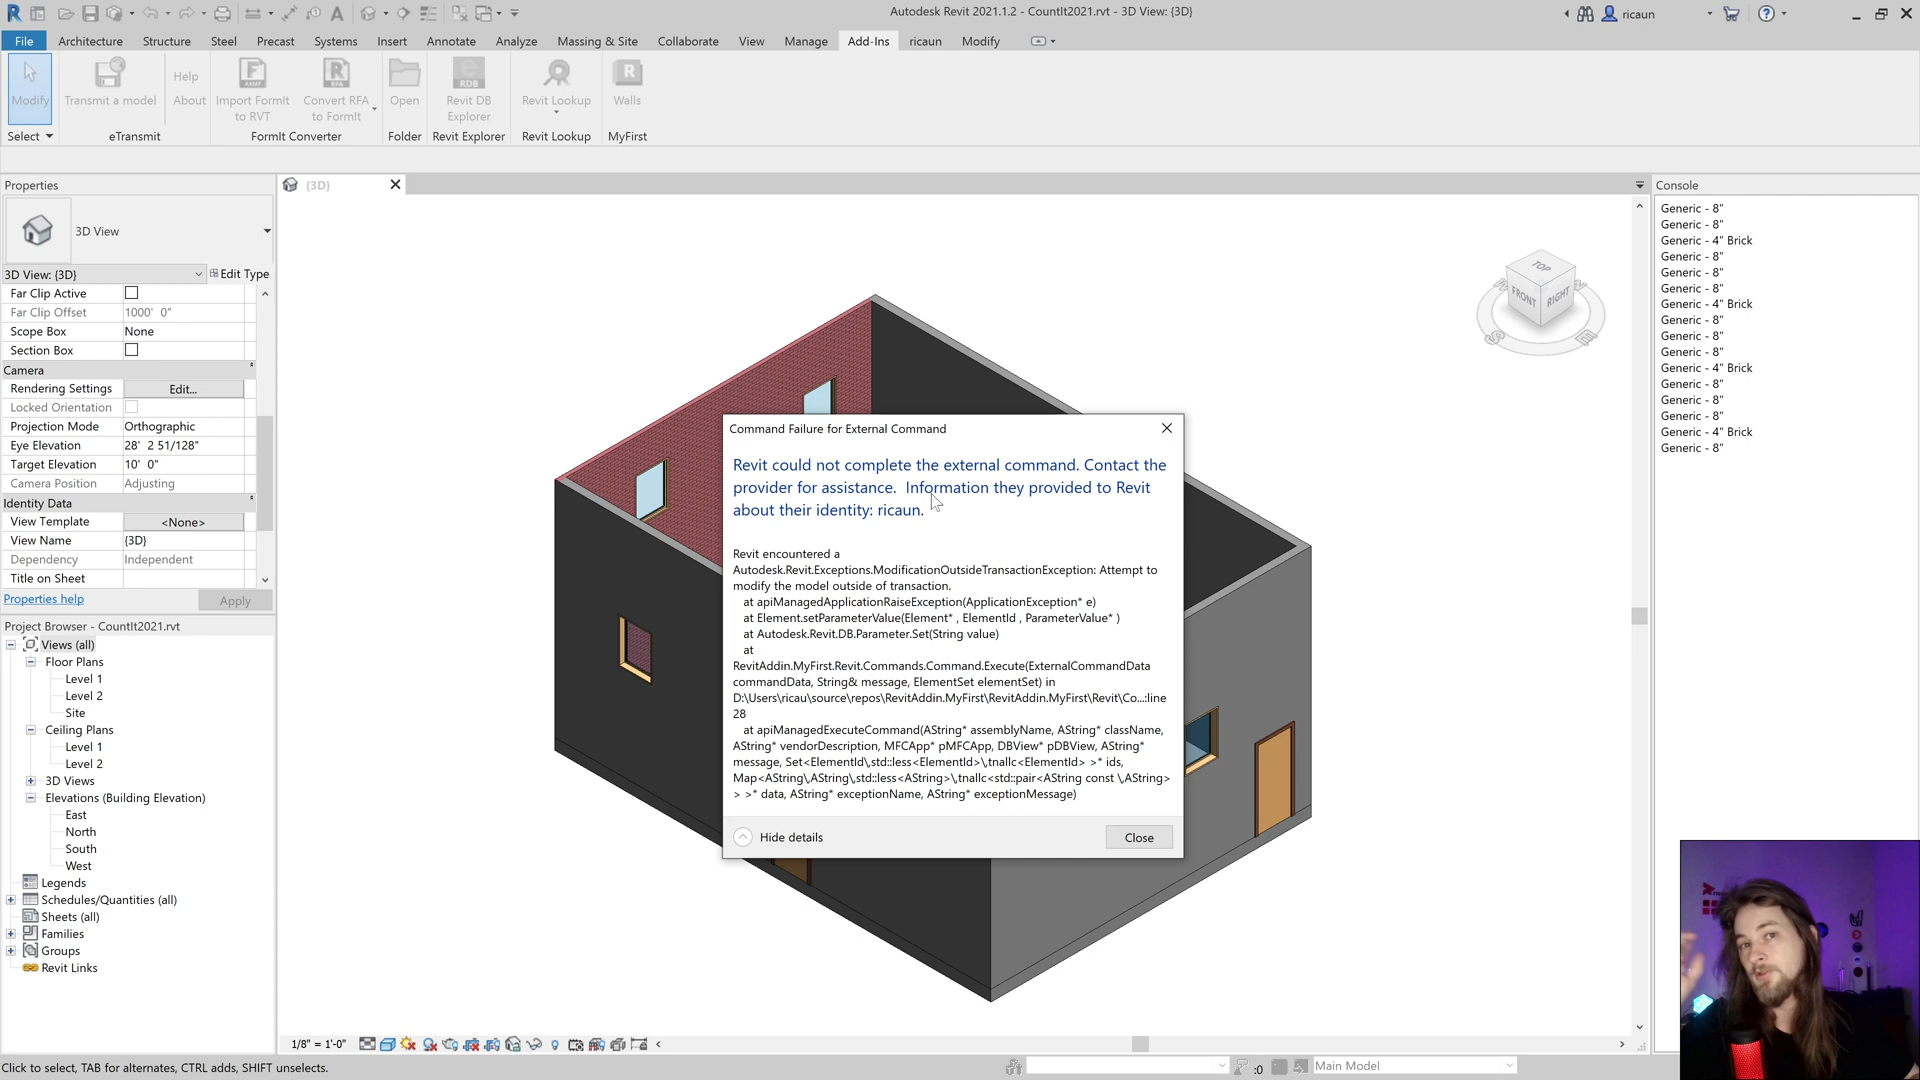 Autodesk Revit 2021.1.2 - CountIt2021.rvt - 3D View: {3D}
ricaun
File
Architecture
Structure
Steel
Precast
Systems
Insert
Annotate
Analyze
Massing & Site
Collaborate
View
Manage
Add-Ins
ricaun
Modify
Modify
Transmit a model
Help
About
Import FormIt
to RVT
Convert RFA
to FormIt
Open
Revit DB
Explorer
Revit Lookup
Walls
Select
eTransmit
FormIt Converter
Folder
Revit Explorer
Revit Lookup
MyFirst
Properties
3D View
3D View: {3D}
Edit Type
Far Clip Active
Far Clip Offset
1000' 0"
Scope Box
None
Section Box
Camera
Rendering Settings
Edit...
Locked Orientation
Projection Mode
Orthographic
Eye Elevation
28' 2 51/128"
Target Elevation
10' 0"
Camera Position
Adjusting
Identity Data
View Template
<None>
View Name
{3D}
Dependency
Independent
Title on Sheet
Properties help
Apply
Project Browser - CountIt2021.rvt
Views (all)
Floor Plans
Level 1
Level 2
Site
Ceiling Plans
Level 1
Level 2
3D Views
Elevations (Building Elevation)
East
North
South
West
Legends
Schedules/Quantities (all)
Sheets (all)
Families
Groups
Revit Links
{3D}
TOP
FRONT
RIGHT
S
E
Command Failure for External Command
Revit could not complete the external command. Contact the
provider for assistance.  Information they provided to Revit
about their identity: ricaun.
Revit encountered a
Autodesk.Revit.Exceptions.ModificationOutsideTransactionException: Attempt to
modify the model outside of transaction.
at apiManagedApplicationRaiseException(ApplicationException* e)
at Element.setParameterValue(Element* , ElementId , ParameterValue* )
at Autodesk.Revit.DB.Parameter.Set(String value)
at
RevitAddin.MyFirst.Revit.Commands.Command.Execute(ExternalCommandData
commandData, String& message, ElementSet elementSet) in
D:\Users\ricau\source\repos\RevitAddin.MyFirst\RevitAddin.MyFirst\Revit\Co...:line
28
at apiManagedExecuteCommand(AString* assemblyName, AString* className,
AString* vendorDescription, MFCApp* pMFCApp, DBView* pDBView, AString*
message, Set<ElementId\,std::less<ElementId>\,tnallc<ElementId> >* ids,
Map<AString\,AString\,std::less<AString>\,tnallc<std::pair<AString const \,AString>
> >* data, AString* exceptionName, AString* exceptionMessage)
Hide details
Close
Console
Generic - 8"
Generic - 8"
Generic - 4" Brick
Generic - 8"
Generic - 8"
Generic - 8"
Generic - 4" Brick
Generic - 8"
Generic - 8"
Generic - 8"
Generic - 4" Brick
Generic - 8"
Generic - 8"
Generic - 8"
Generic - 4" Brick
Generic - 8"
1/8" = 1'-0"
Click to select, TAB for alternates, CTRL adds, SHIFT unselects.
:0
Main Model